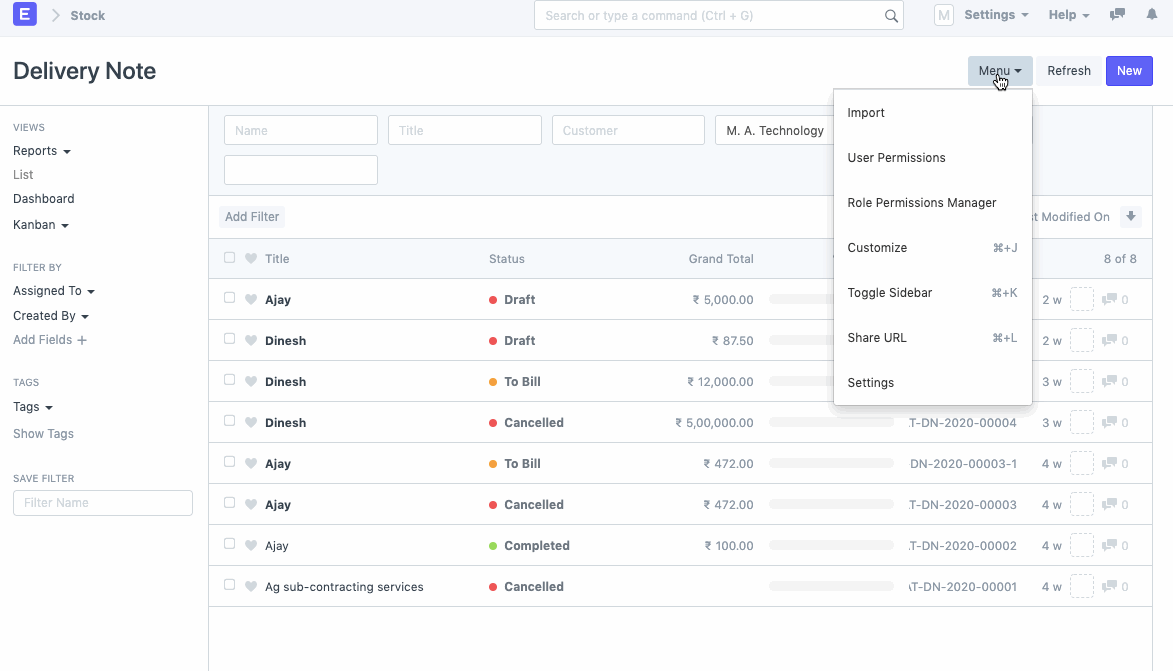 E
Stock
Search or type a command (Ctrl + G)
M
Settings
Help
Delivery Note
Menu
Refresh
New
Import
User Permissions
Role Permissions Manager
Customize ⌘+J
Toggle Sidebar ⌘+K
Share URL ⌘+L
Settings
VIEWS
Reports
List
Dashboard
Kanban
FILTER BY
Assigned To
Created By
Add Fields +
TAGS
Tags
Show Tags
SAVE FILTER
Filter Name
Name
Title
Customer
M. A. Technology
Add Filter
Modified On
Title Status Grand Total 8 of 8
Ajay Draft ₹ 5,000.00 2 w 0
Dinesh Draft ₹ 87.50 2 w 0
Dinesh To Bill ₹ 12,000.00 3 w 0
Dinesh Cancelled ₹ 5,00,000.00 T-DN-2020-00004 3 w 0
Ajay To Bill ₹ 472.00 DN-2020-00003-1 4 w 0
Ajay Cancelled ₹ 472.00 T-DN-2020-00003 4 w 0
Ajay Completed ₹ 100.00 T-DN-2020-00002 4 w 0
Ag sub-contracting services Cancelled T-DN-2020-00001 4 w 0